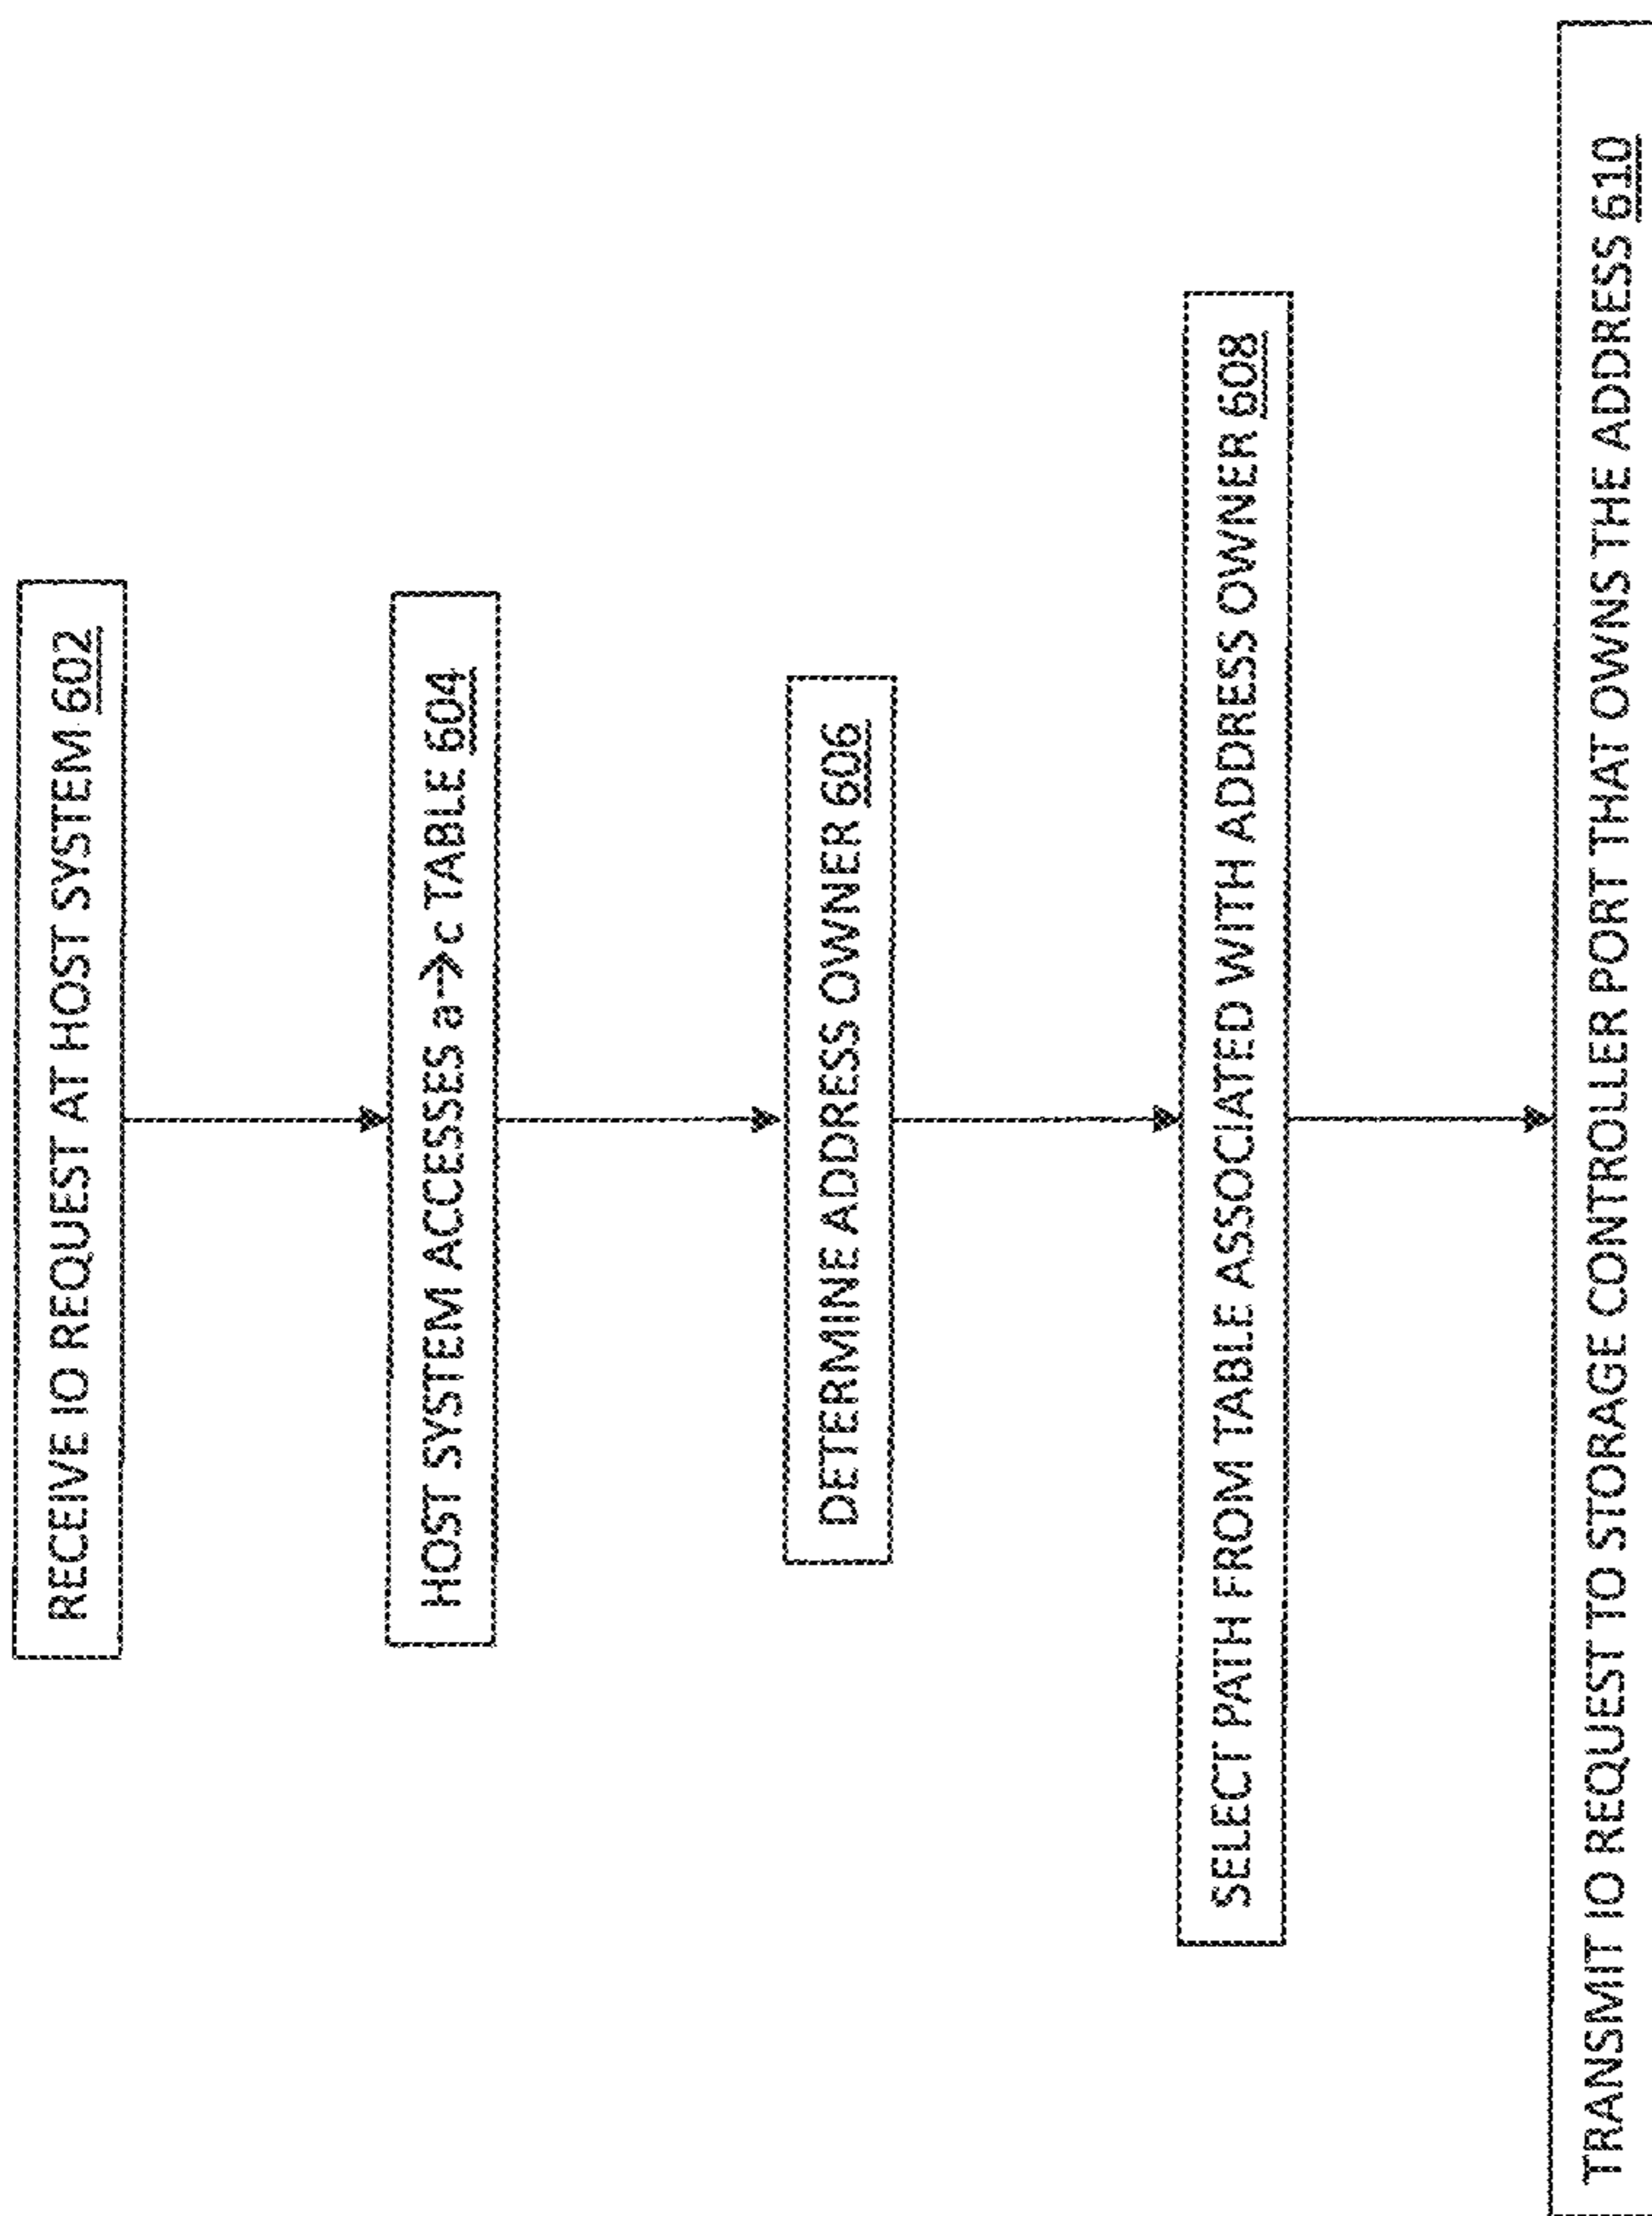 RECEIVE IO REQUEST AT HOST SYSTEM 602
HOST SYSTEM ACCESSES a→c TABLE 604
DETERMINE ADDRESS OWNER 606
SELECT PATH FROM TABLE ASSOCIATED WITH ADDRESS OWNER 608
TRANSMIT IO REQUEST TO STORAGE CONTROLLER PORT THAT OWNS THE ADDRESS 610